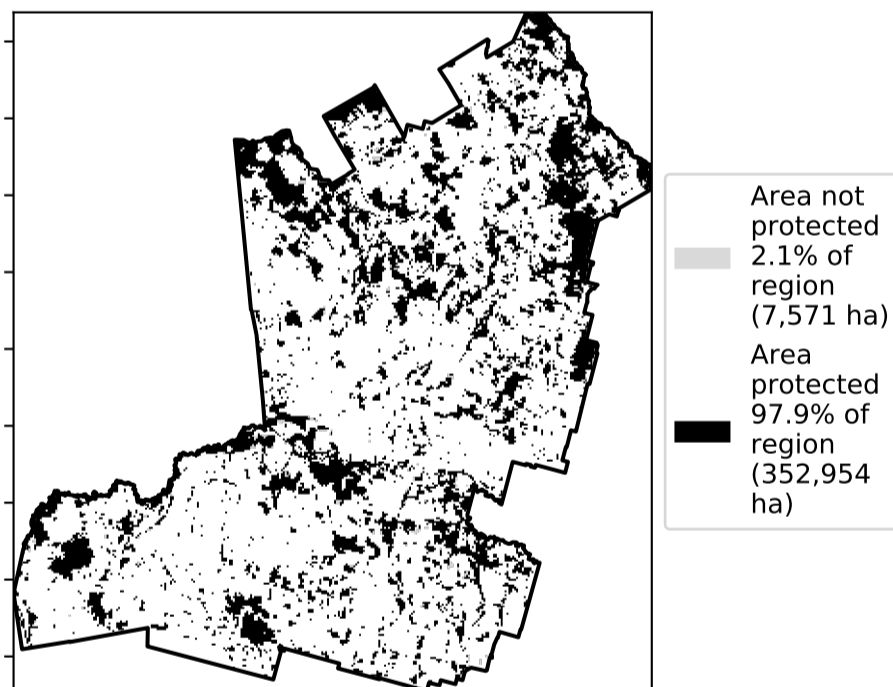 Area not
protected
2.1% of
region
(7,571 ha)
Area
protected
97.9% of
region
(352,954
ha)